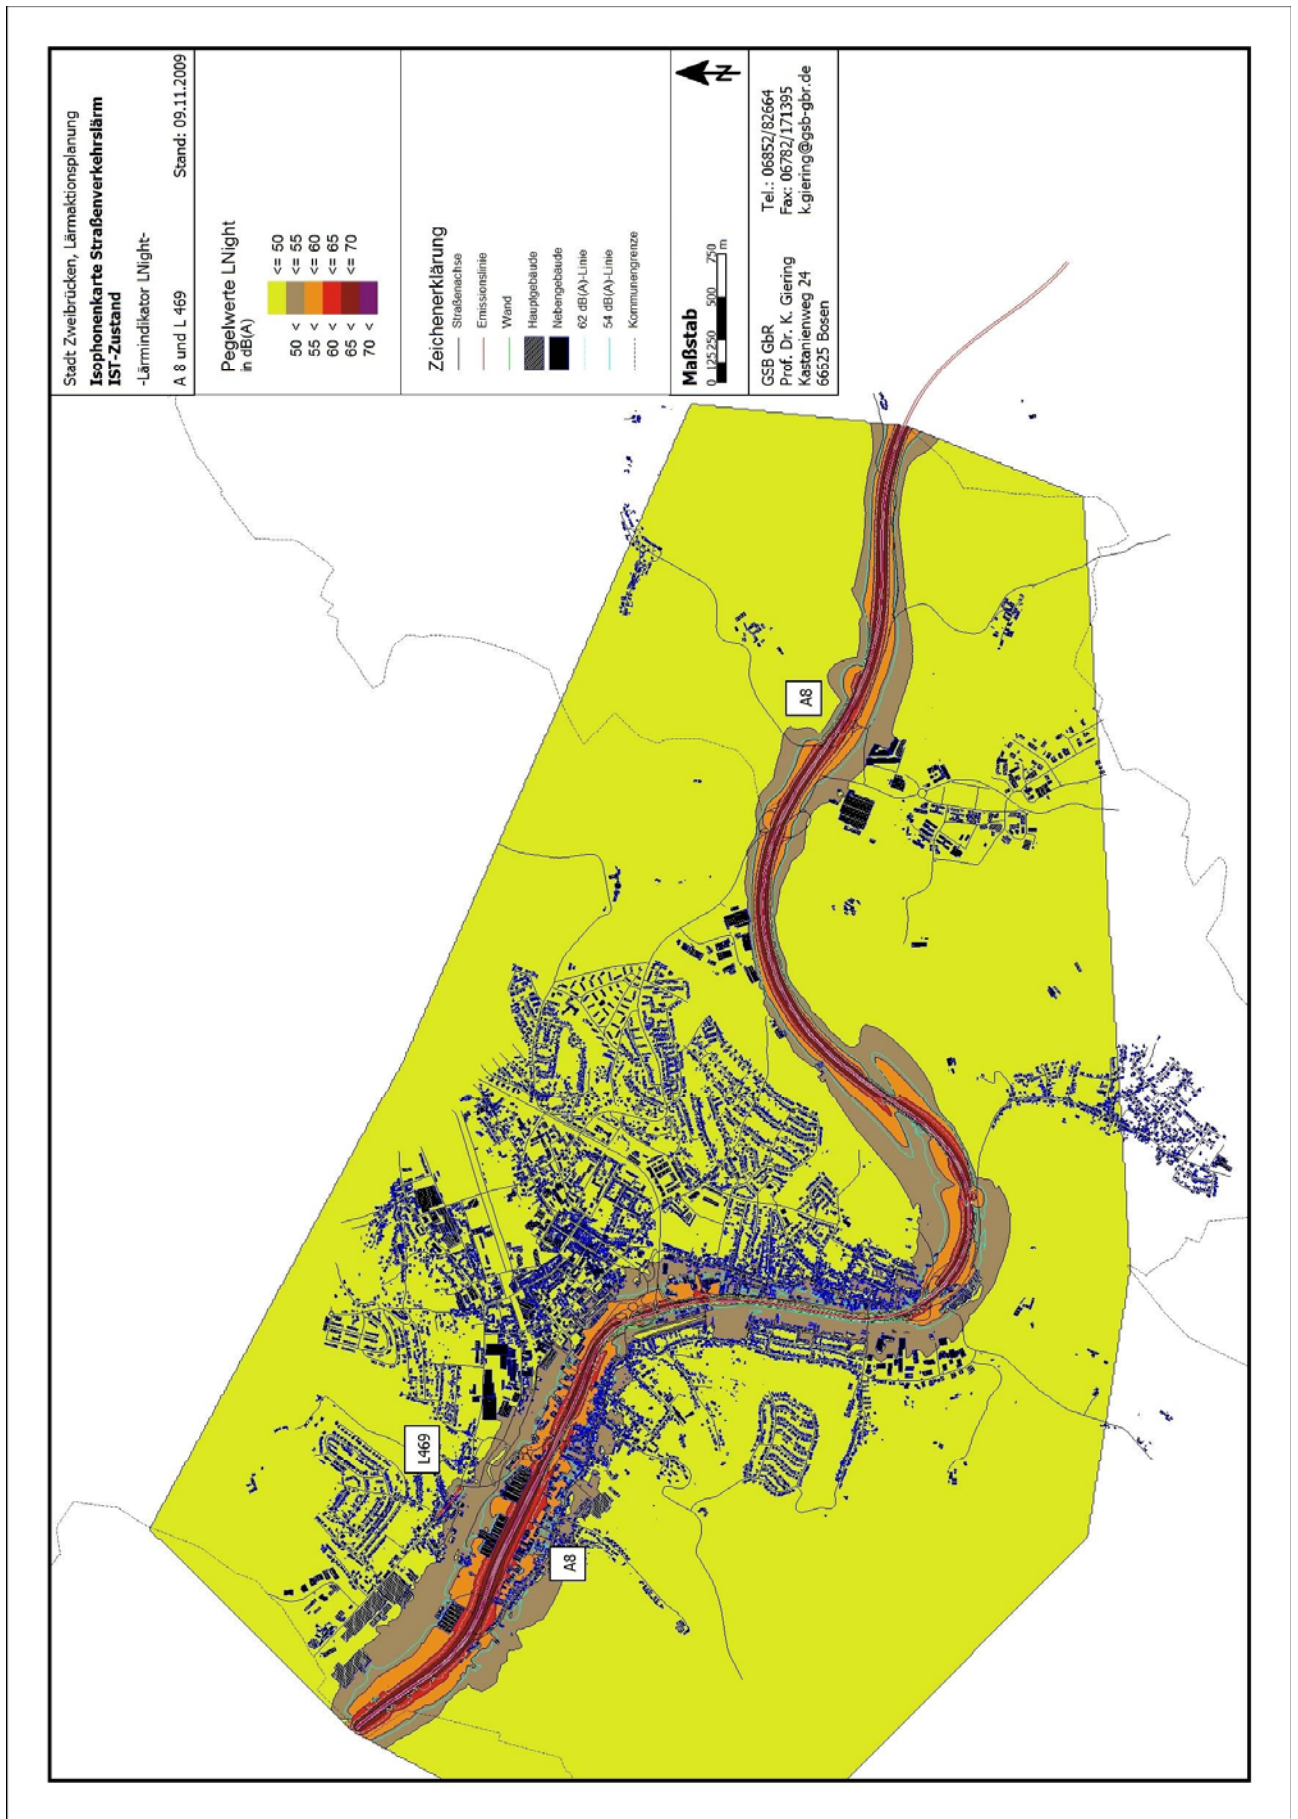 Stadt Zweibrücken, Lärmaktionsplanung
Isophonenkarte Straßenverkehrslärm
IST-Zustand
-Lärmindikator LNight-
A 8 und L 469 Stand: 09.11.2009
Pegelwerte LNight
in dB(A)
<= 50
50 < <= 55
55 < <= 60
60 < <= 65
65 < <= 70
70 <
Zeichenerklärung
Straßenachse
Emissionslinie
Wand
Hauptgebäude
Nebengebäude
62 dB(A)-Linie
54 dB(A)-Linie
Kommunengrenze
Maßstab
0 125 250 500 750
m
N
GSB GbR
Prof. Dr. K. Giering
Kastanienweg 24
66625 Bosen
Tel.: 06852/82664
Fax: 06782/171395
k.giering@gsb-gbr.de
A8
L469
A8